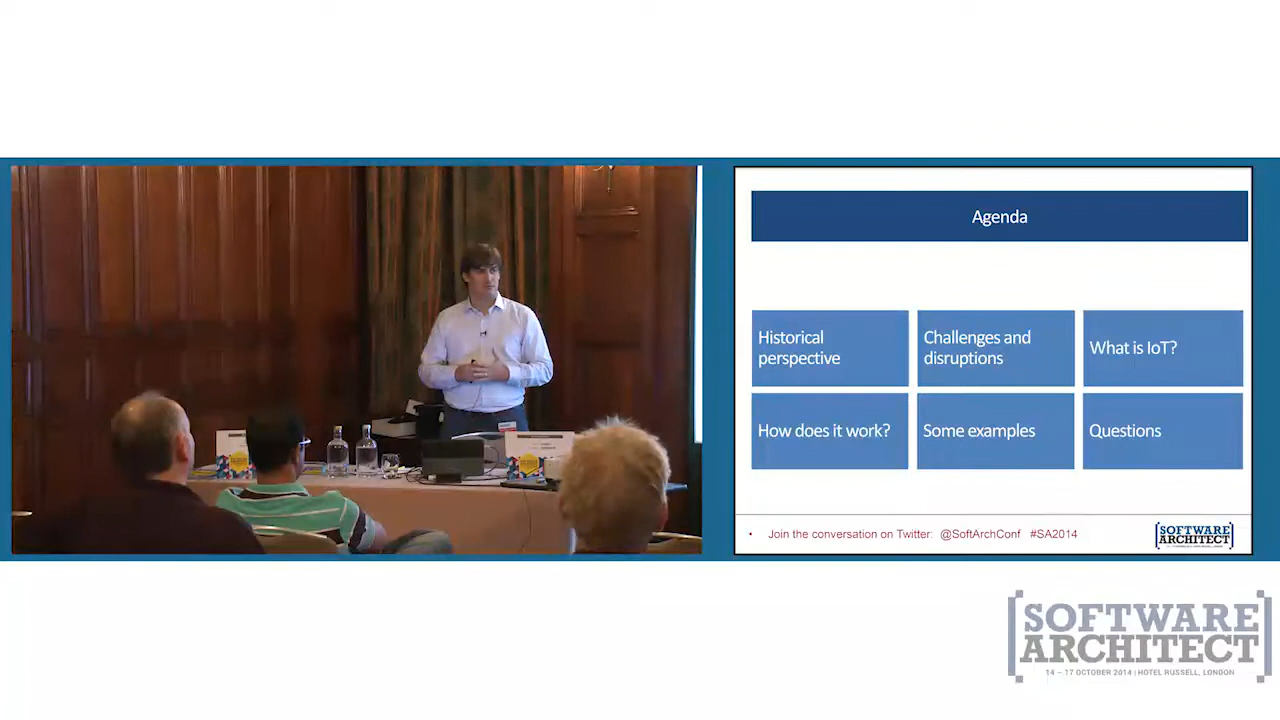 Agenda
Historical
perspective
Challenges and
disruptions
What is IoT?
How does it work?
Some examples
Questions
• Join the conversation on Twitter: @SoftArchConf #SA2014
[SOFTWARE
ARCHITECT]
[SOFTWARE
ARCHITECT]
14 – 17 OCTOBER 2014 | HOTEL RUSSELL, LONDON